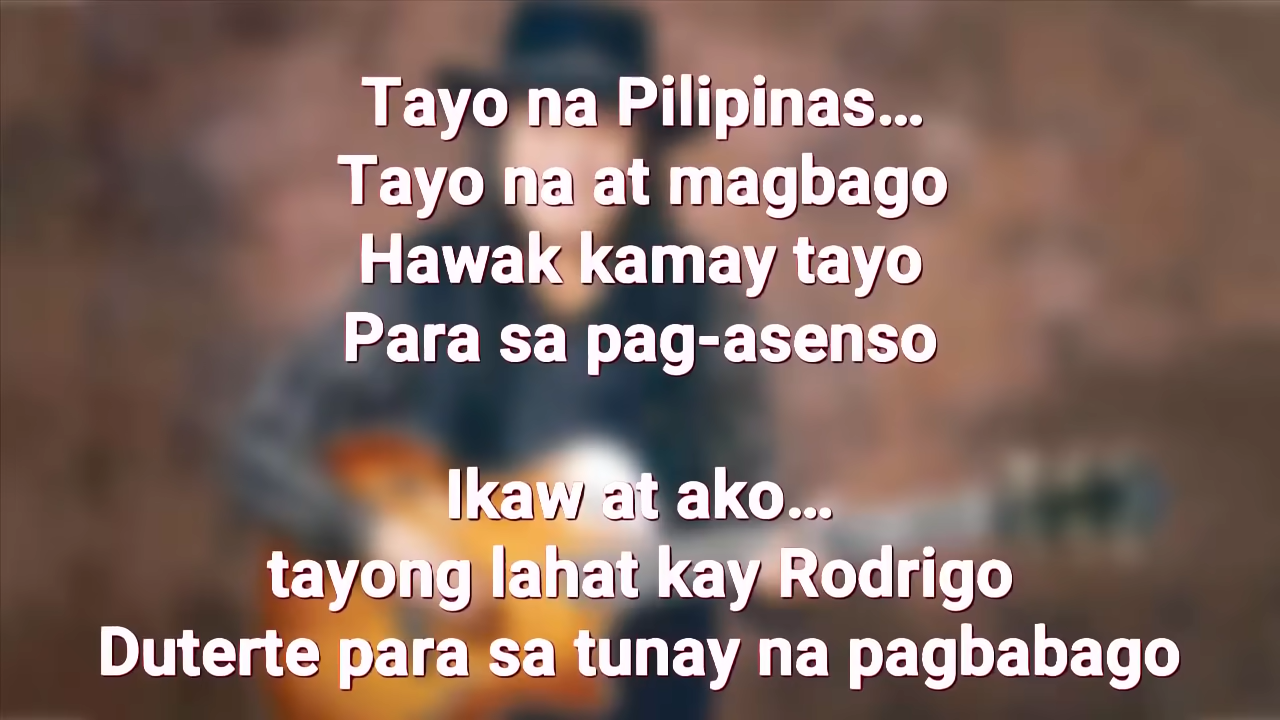 Tayo na Pilipinas...
Tayo na at magbago
Hawak kamay tayo
Para sa pag-asenso
Ikaw at ako...
tayong lahat kay Rodrigo
Duterte para sa tunay na pagbabago